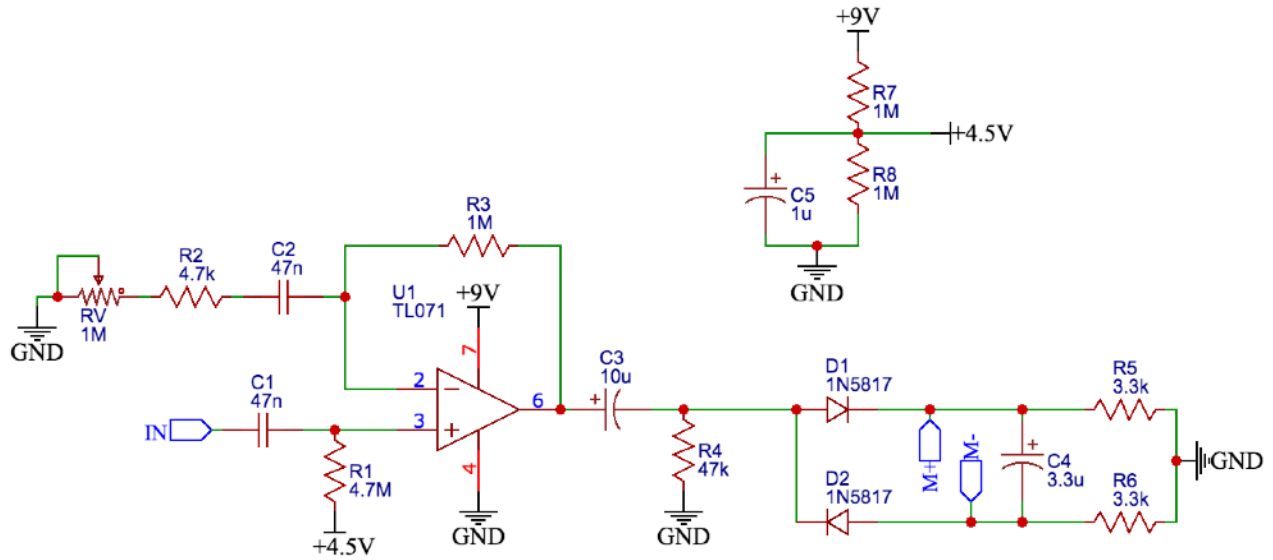 +9V
R7
1M
+4.5V
R8
1M
+
C5
1u
GND
R3
1M
R2
4.7k
C2
47n
U1
TL071
+9V
RV
1M
GND
7
C3
10u
+
2
6
C1
47n
3
IN
4
R1
4.7M
+4.5V
GND
R4
47k
GND
D1
1N5817
R5
3.3k
M+
M-
+
C4
3.3u
GND
D2
1N5817
R6
3.3k